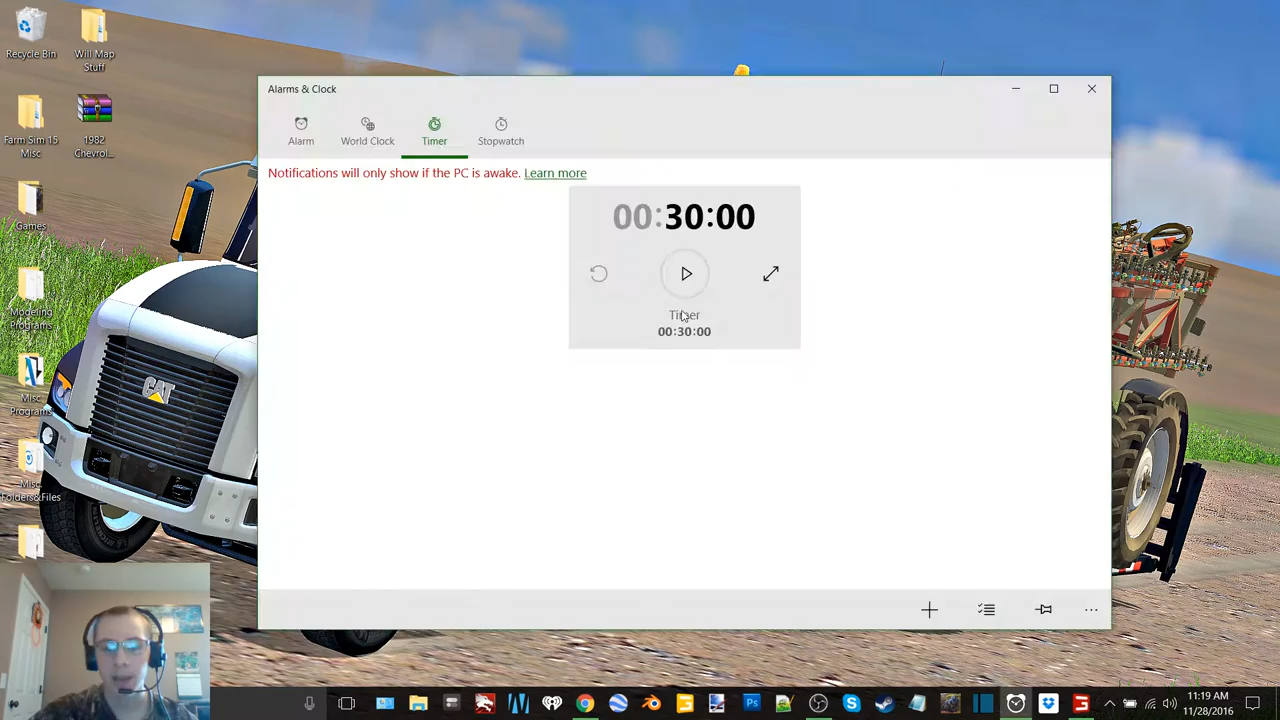 Recycle Bin
Will Map
Stuff
Farm Sim 15
Misc
1982
Chevrol...
Games
Modeling
Programs
Misc
Programs
Misc
Folders&Files
CAT
Alarms & Clock
Alarm
World Clock
Timer
Stopwatch
Notifications will only show if the PC is awake. Learn more
00:30:00
Timer
00:30:00
11:19 AM
11/28/2016